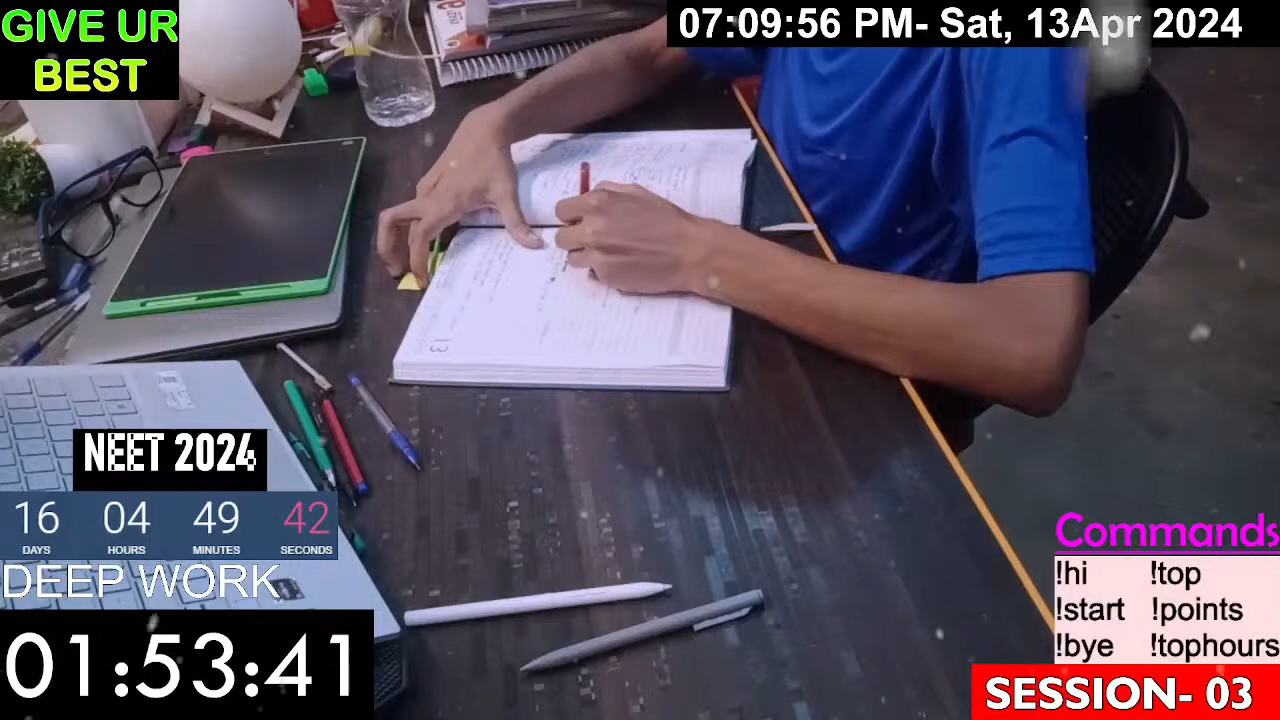 GIVE UR
BEST
07:09:56 PM- Sat, 13Apr 2024
13
NEET 2024
16 04 49 42
DAYS HOURS MINUTES SECONDS
DEEP WORK
01:53:41
Commands
!hi !top
!start !points
!bye !tophours
SESSION- 03